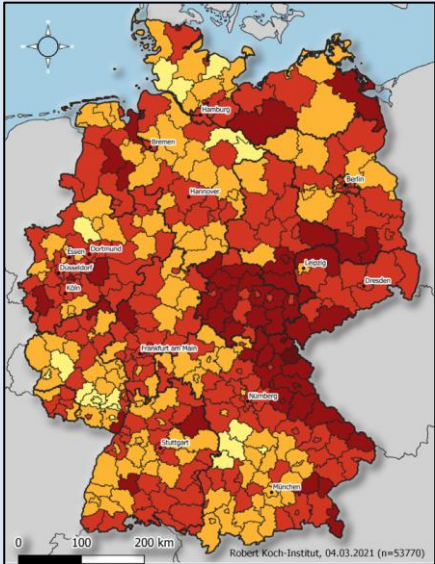 Hamburg
Bremen
Berlin
Hannover
Essen
Dortmund
Düsseldorf
Leipzig
Köln
Dresden
Frankfurt am Main
Nürnberg
Stuttgart
München
0 100 200 km
Robert Koch-Institut, 04.03.2021 (n=53770)